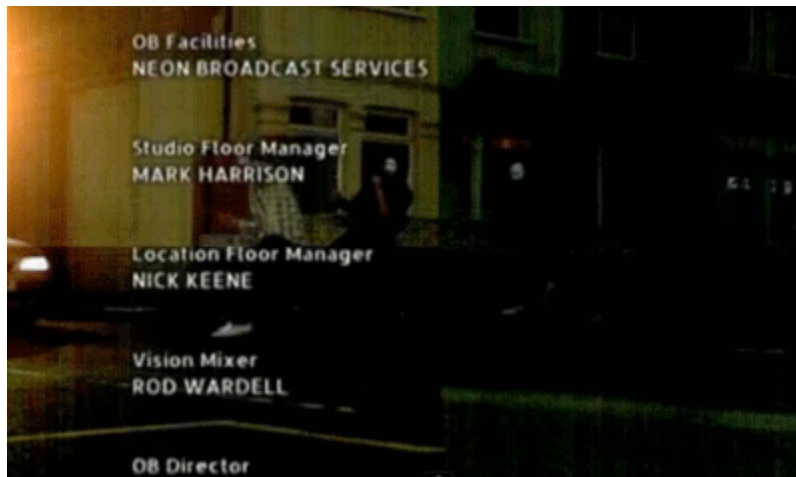 OB Facilities
NEON BROADCAST SERVICES
Studio Floor Manager
MARK HARRISON
Location Floor Manager
NICK KEENE
Vision Mixer
ROD WARDELL
OB Director